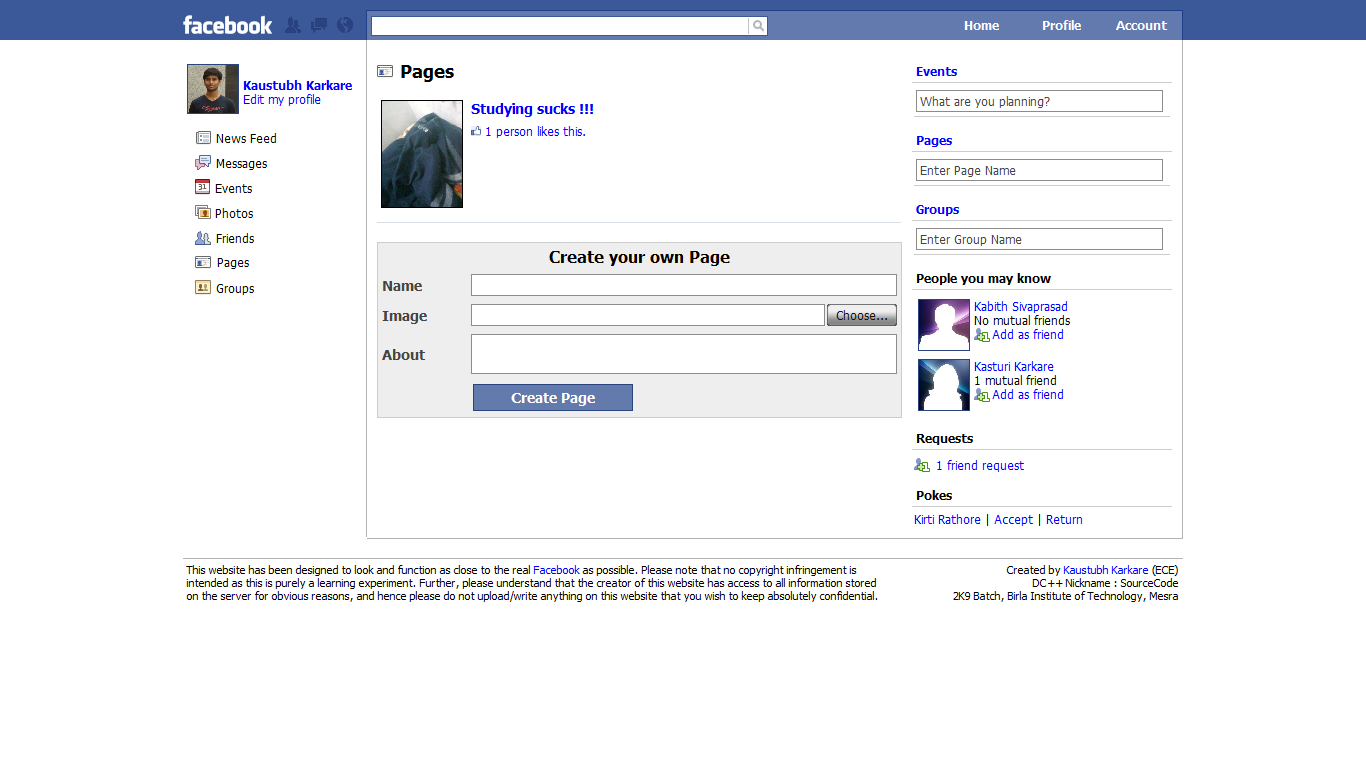 facebook
Home Profile Account
Kaustubh Karkare
Edit my profile
News Feed
Messages
31 Events
Photos
Friends
Pages
Groups
Pages
Studying sucks !!!
1 person likes this.
Create your own Page
Name
Image Choose...
About
Create Page
Events
What are you planning?
Pages
Enter Page Name
Groups
Enter Group Name
People you may know
Kabith Sivaprasad
No mutual friends
Add as friend
Kasturi Karkare
1 mutual friend
Add as friend
Requests
1 friend request
Pokes
Kirti Rathore | Accept | Return
This website has been designed to look and function as close to the real Facebook as possible. Please note that no copyright infringement is
intended as this is purely a learning experiment. Further, please understand that the creator of this website has access to all information stored
on the server for obvious reasons, and hence please do not upload/write anything on this website that you wish to keep absolutely confidential.
Created by Kaustubh Karkare (ECE)
DC++ Nickname : SourceCode
2K9 Batch, Birla Institute of Technology, Mesra